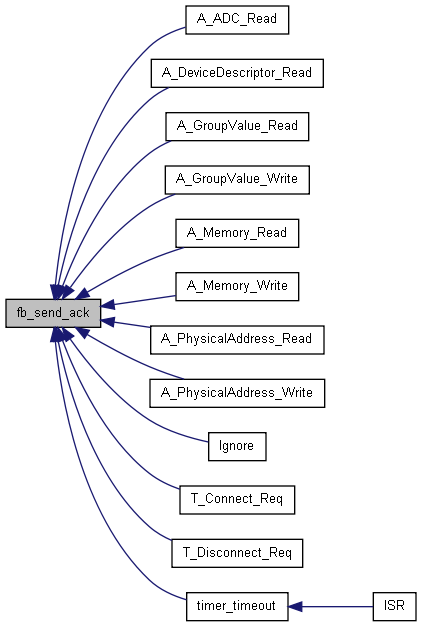 A_ADC_Read
A_DeviceDescriptor_Read
A_GroupValue_Read
A_GroupValue_Write
A_Memory_Read
A_Memory_Write
fb_send_ack
A_PhysicalAddress_Read
A_PhysicalAddress_Write
Ignore
T_Connect_Req
T_Disconnect_Req
timer_timeout
ISR